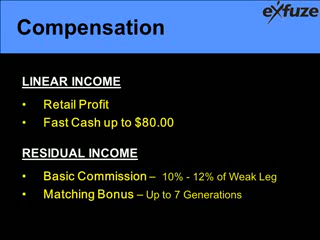 exfuze
Compensation
LINEAR INCOME
• Retail Profit
• Fast Cash up to $80.00
RESIDUAL INCOME
• Basic Commission – 10% - 12% of Weak Leg
• Matching Bonus – Up to 7 Generations